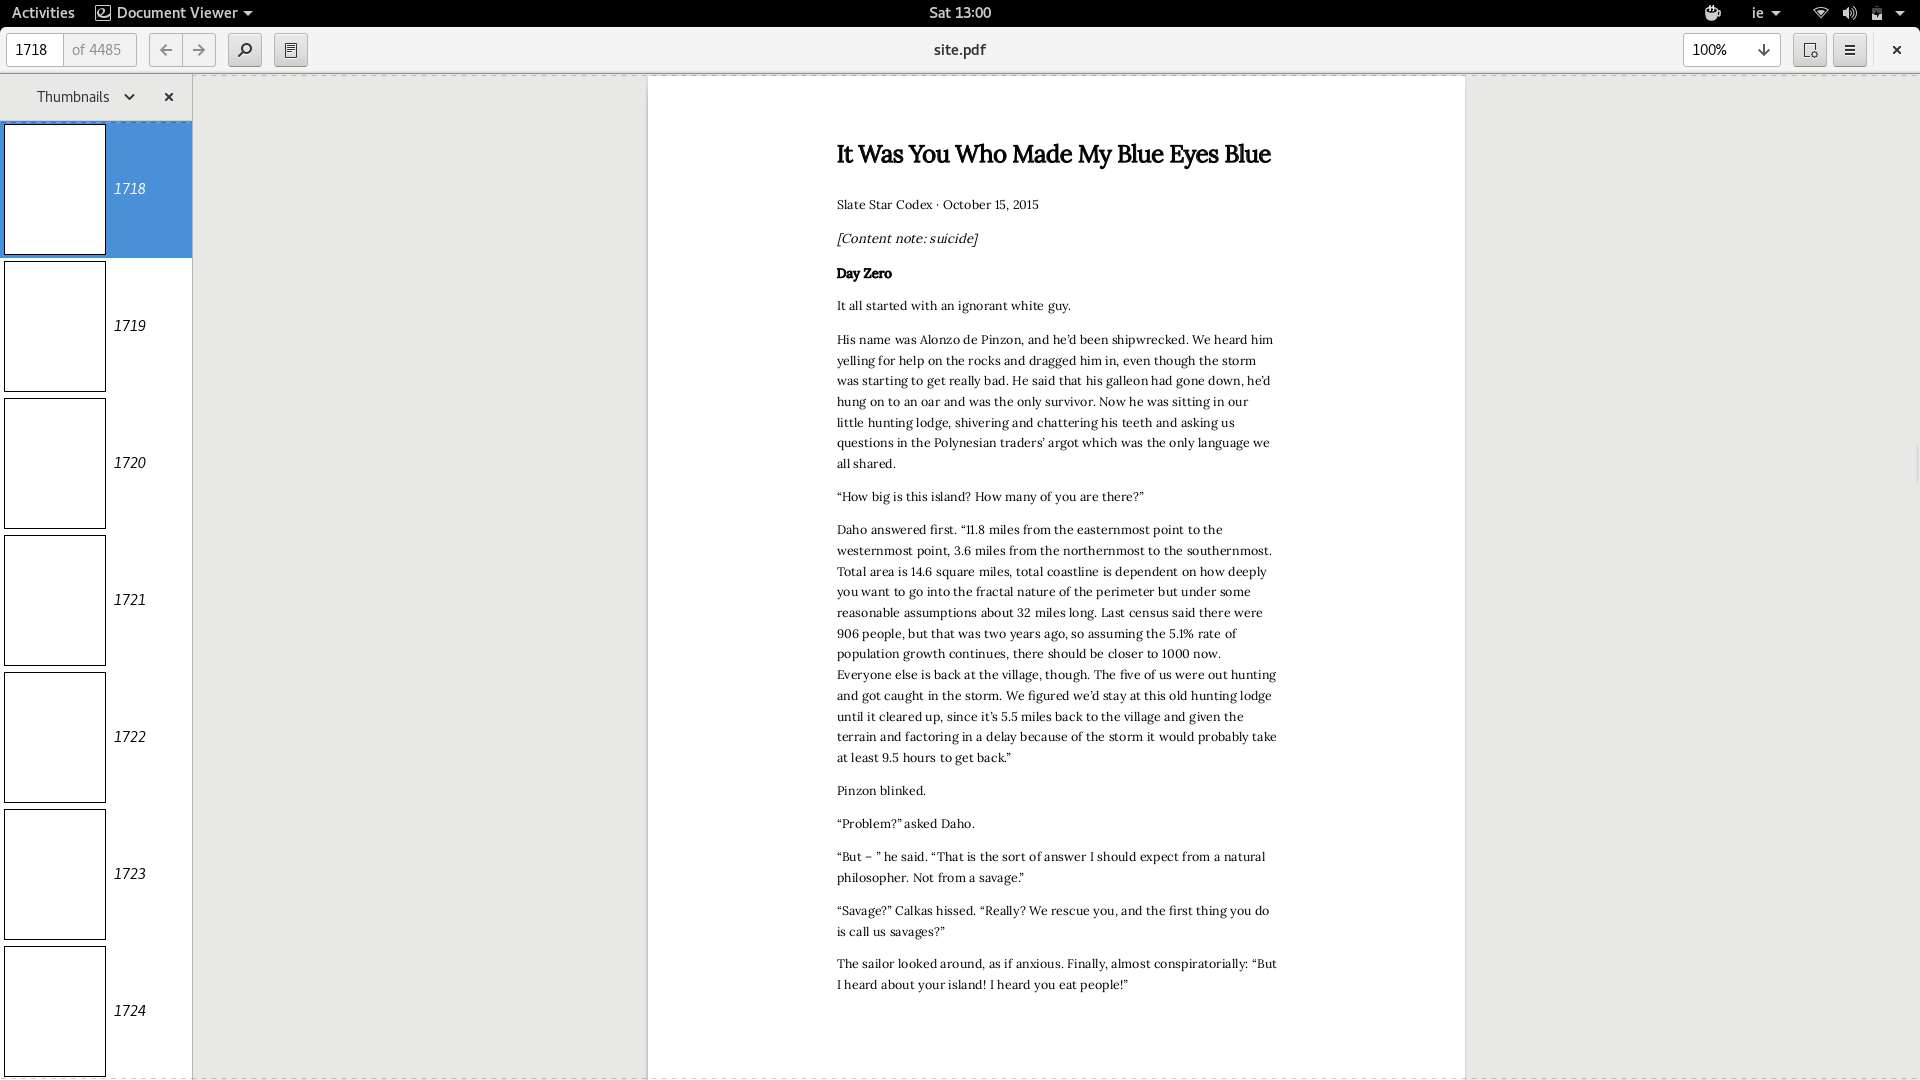 Activities
Document Viewer
Sat 13:00
ie
1718
of 4485
site.pdf
100%
Thumbnails
1718
1719
1720
1721
1722
1723
1724
It Was You Who Made My Blue Eyes Blue
Slate Star Codex · October 15, 2015
[Content note: suicide]
Day Zero
It all started with an ignorant white guy.
His name was Alonzo de Pinzon, and he’d been shipwrecked. We heard him
yelling for help on the rocks and dragged him in, even though the storm
was starting to get really bad. He said that his galleon had gone down, he’d
hung on to an oar and was the only survivor. Now he was sitting in our
little hunting lodge, shivering and chattering his teeth and asking us
questions in the Polynesian traders’ argot which was the only language we
all shared.
“How big is this island? How many of you are there?”
Daho answered first. “11.8 miles from the easternmost point to the
westernmost point, 3.6 miles from the northernmost to the southernmost.
Total area is 14.6 square miles, total coastline is dependent on how deeply
you want to go into the fractal nature of the perimeter but under some
reasonable assumptions about 32 miles long. Last census said there were
906 people, but that was two years ago, so assuming the 5.1% rate of
population growth continues, there should be closer to 1000 now.
Everyone else is back at the village, though. The five of us were out hunting
and got caught in the storm. We figured we’d stay at this old hunting lodge
until it cleared up, since it’s 5.5 miles back to the village and given the
terrain and factoring in a delay because of the storm it would probably take
at least 9.5 hours to get back.”
Pinzon blinked.
“Problem?” asked Daho.
“But – ” he said. “That is the sort of answer I should expect from a natural
philosopher. Not from a savage.”
“Savage?” Calkas hissed. “Really? We rescue you, and the first thing you do
is call us savages?”
The sailor looked around, as if anxious. Finally, almost conspiratorially: “But
I heard about your island! I heard you eat people!”